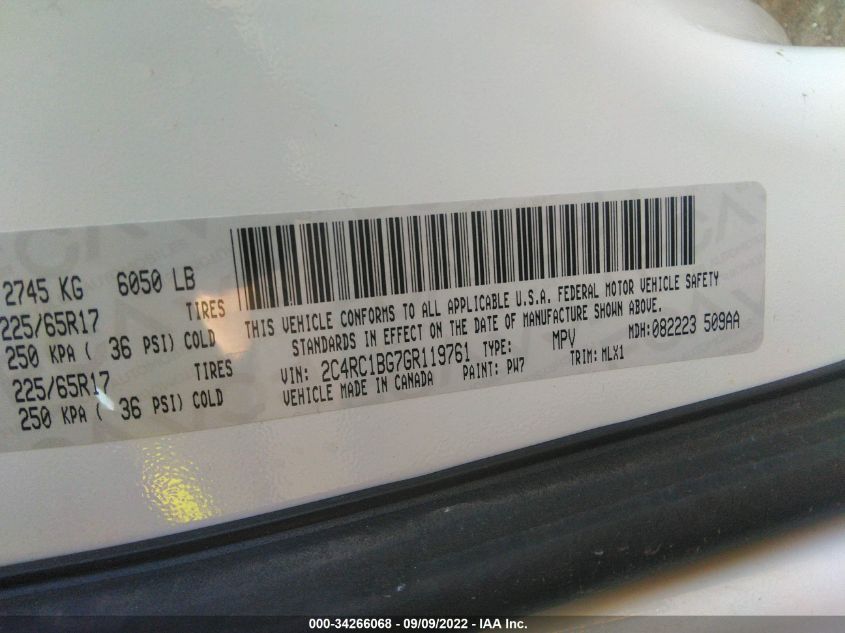 2745 KG 6050 LB
225/65R17 TIRES
250 KPA ( 36 PSI) COLD
225/65R17 TIRES
250 KPA ( 36 PSI) COLD
THIS VEHICLE CONFORMS TO ALL APPLICABLE U.S.A. FEDERAL MOTOR VEHICLE SAFETY
STANDARDS IN EFFECT ON THE DATE OF MANUFACTURE SHOWN ABOVE.
VIN: 2C4RC1BG7GR119761 TYPE: MPV MDH:082223 509AA
VEHICLE MADE IN CANADA PAINT: PW7 TRIM: MLX1
000-34266068 - 09/09/2022 - IAA Inc.